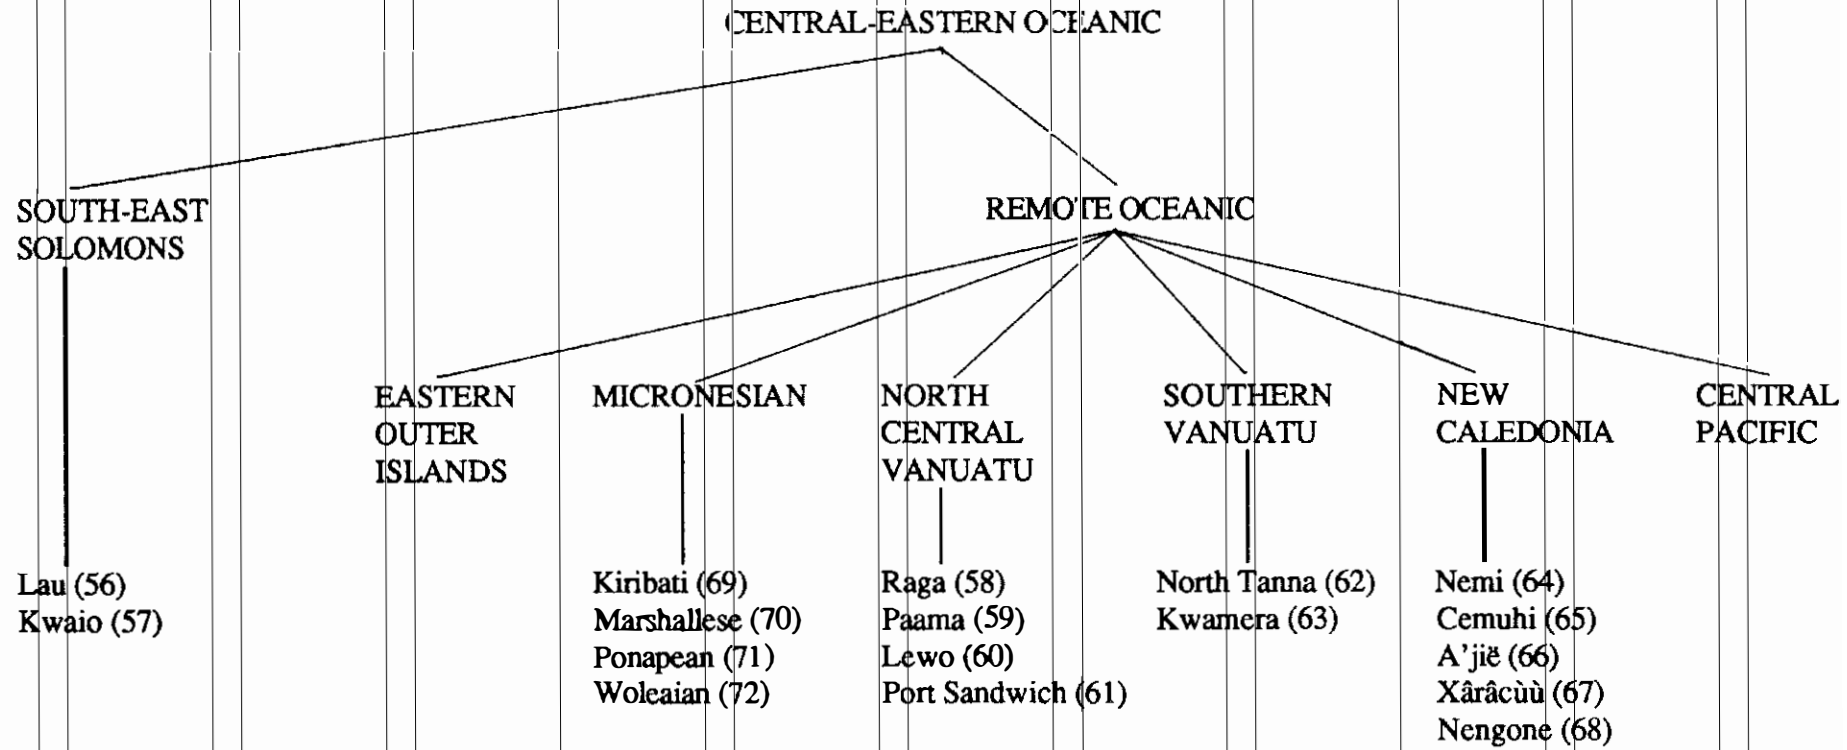 CENTRAL-EASTERN OCEANIC
SOUTH-EAST
SOLOMONS
REMOTE OCEANIC
EASTERN
OUTER
ISLANDS
MICRONESIAN
NORTH
CENTRAL
VANUATU
SOUTHERN
VANUATU
NEW
CALEDONIA
CENTRAL
PACIFIC
Lau (56)
Kwaio (57)
Kiribati (69)
Marshallese (70)
Ponapean (71)
Woleaian (72)
Raga (58)
Paama (59)
Lewo (60)
Port Sandwich (61)
North Tanna (62)
Kwamera (63)
Nemi (64)
Cemuhi (65)
A'jië (66)
Xârâcùù (67)
Nengone (68)